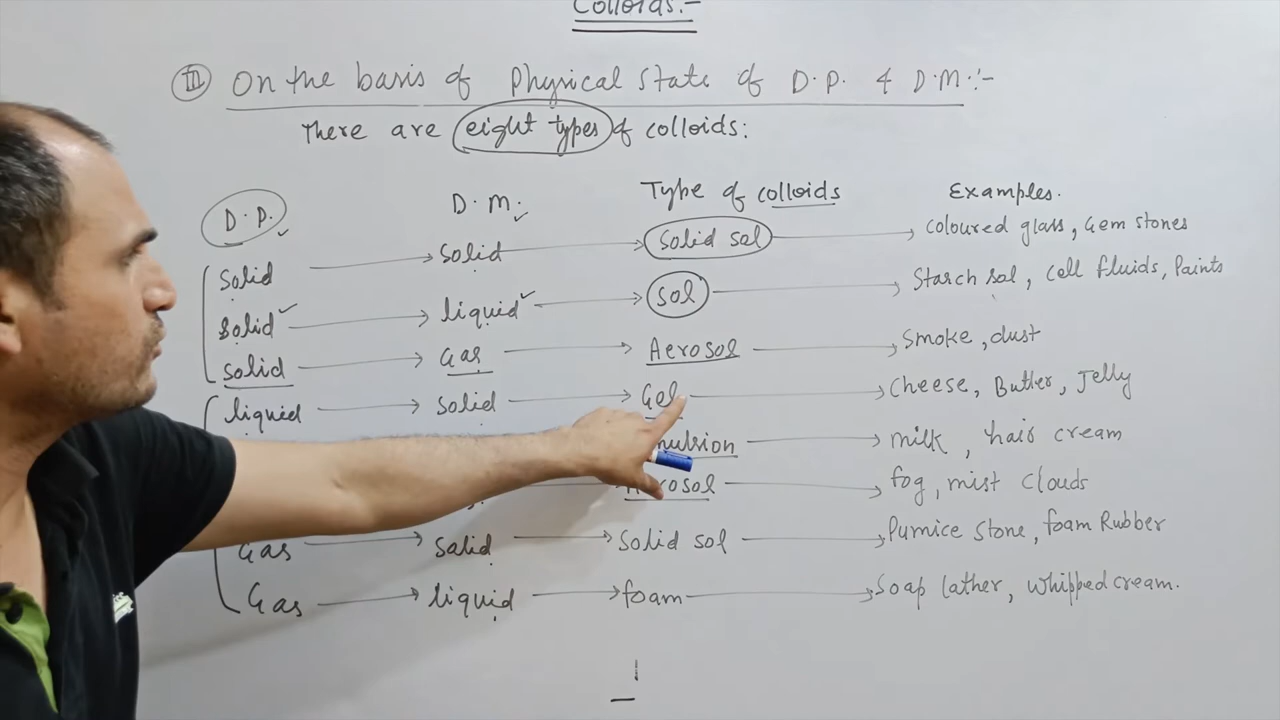 Colloids:-
III On the basis of Physical State of D.P. & D.M:-
There are eight types of colloids:
D.P. D.M. Type of colloids Examples.
Solid → Solid → Solid sol → Coloured glass, Gem stones
Solid → liquid → Sol → Starch sol, Cell fluids, Paints
Solid → Gas → Aerosol → Smoke, dust
liquid → Solid → Gel → Cheese, Butter, Jelly
→ milk, hair cream
Aerosol → fog, mist clouds
Gas → Solid → Solid sol → Pumice stone, foam Rubber
Gas → liquid → foam → Soap lather, whipped cream.